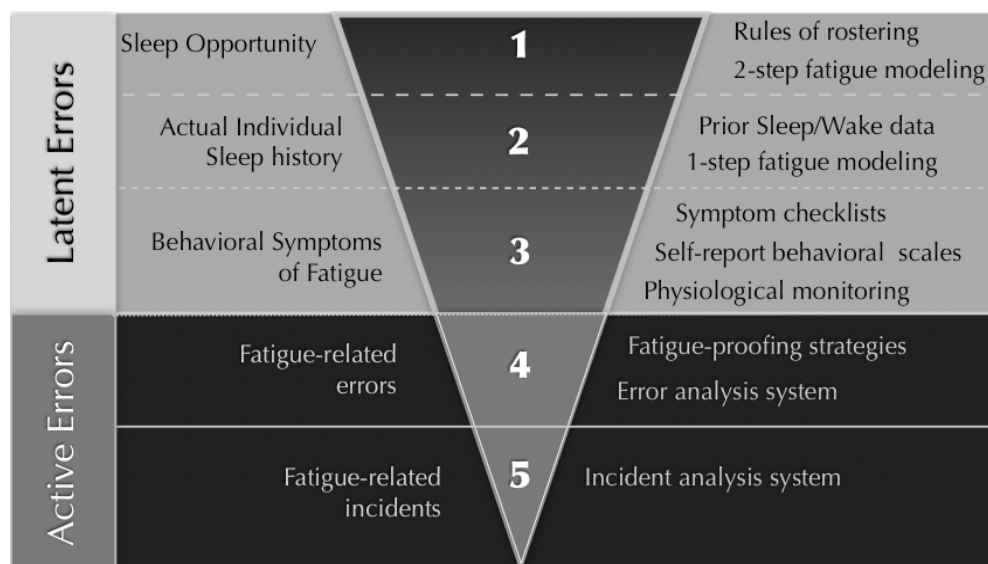 Latent Errors
Sleep Opportunity
1
Rules of rostering
2-step fatigue modeling
Actual Individual
Sleep history
2
Prior Sleep/Wake data
1-step fatigue modeling
Behavioral Symptoms
of Fatigue
3
Symptom checklists
Self-report behavioral scales
Physiological monitoring
Active Errors
Fatigue-related
errors
4
Fatigue-proofing strategies
Error analysis system
Fatigue-related
incidents
5
Incident analysis system